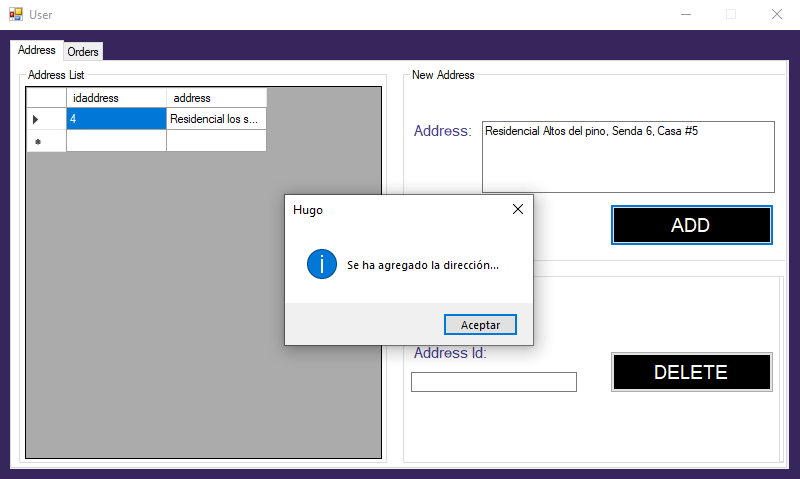 User
Address
Orders
Address List
idaddress address
4 Residencial los s...
New Address
Address:
Residencial Altos del pino, Senda 6, Casa #5
ADD
Hugo
Se ha agregado la dirección...
Aceptar
Address Id:
DELETE